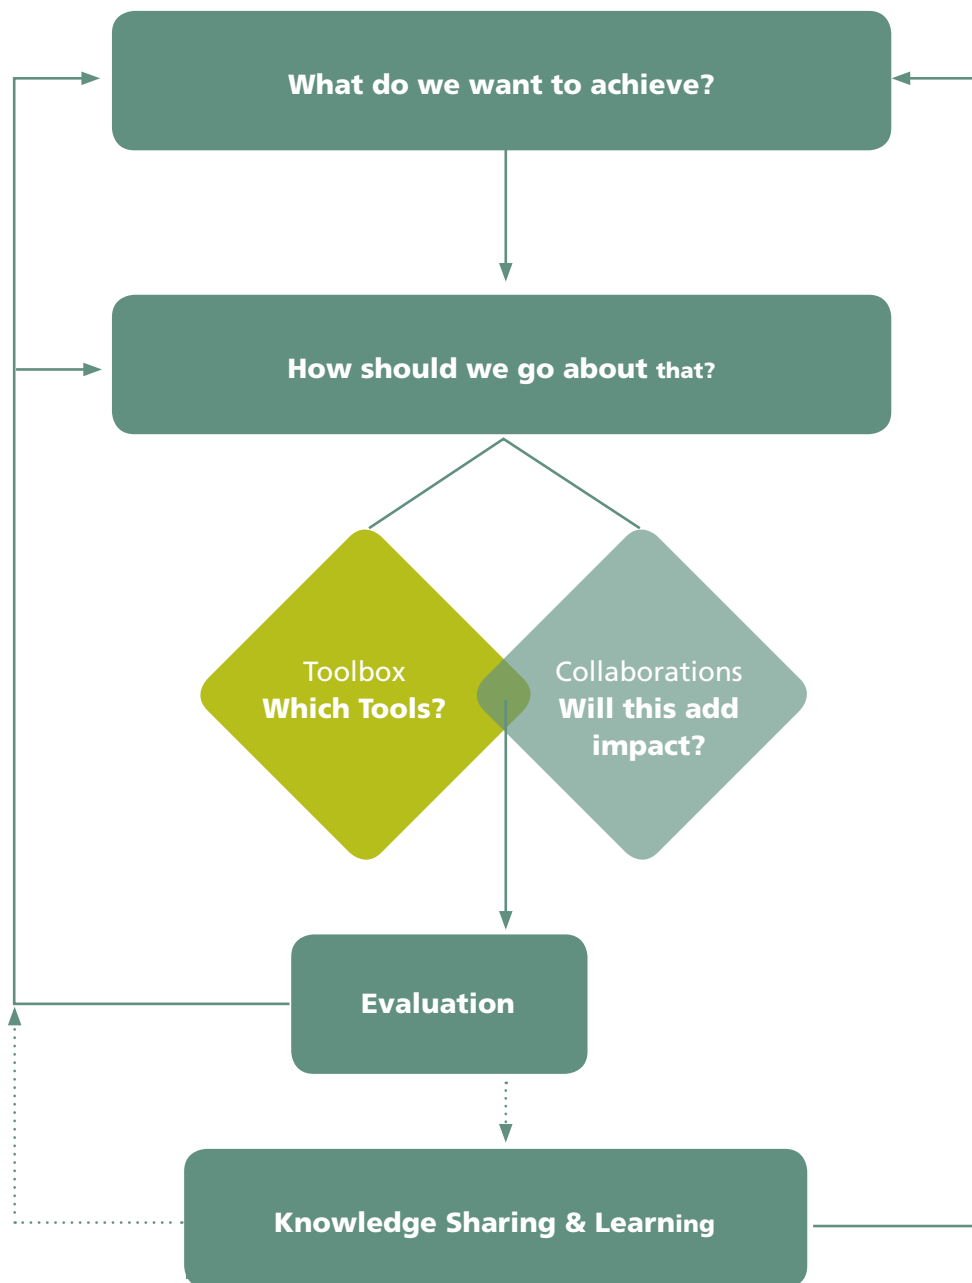 What do we want to achieve?
How should we go about that?
Toolbox
Which Tools?
Collaborations
Will this add
impact?
Evaluation
Knowledge Sharing & Learning